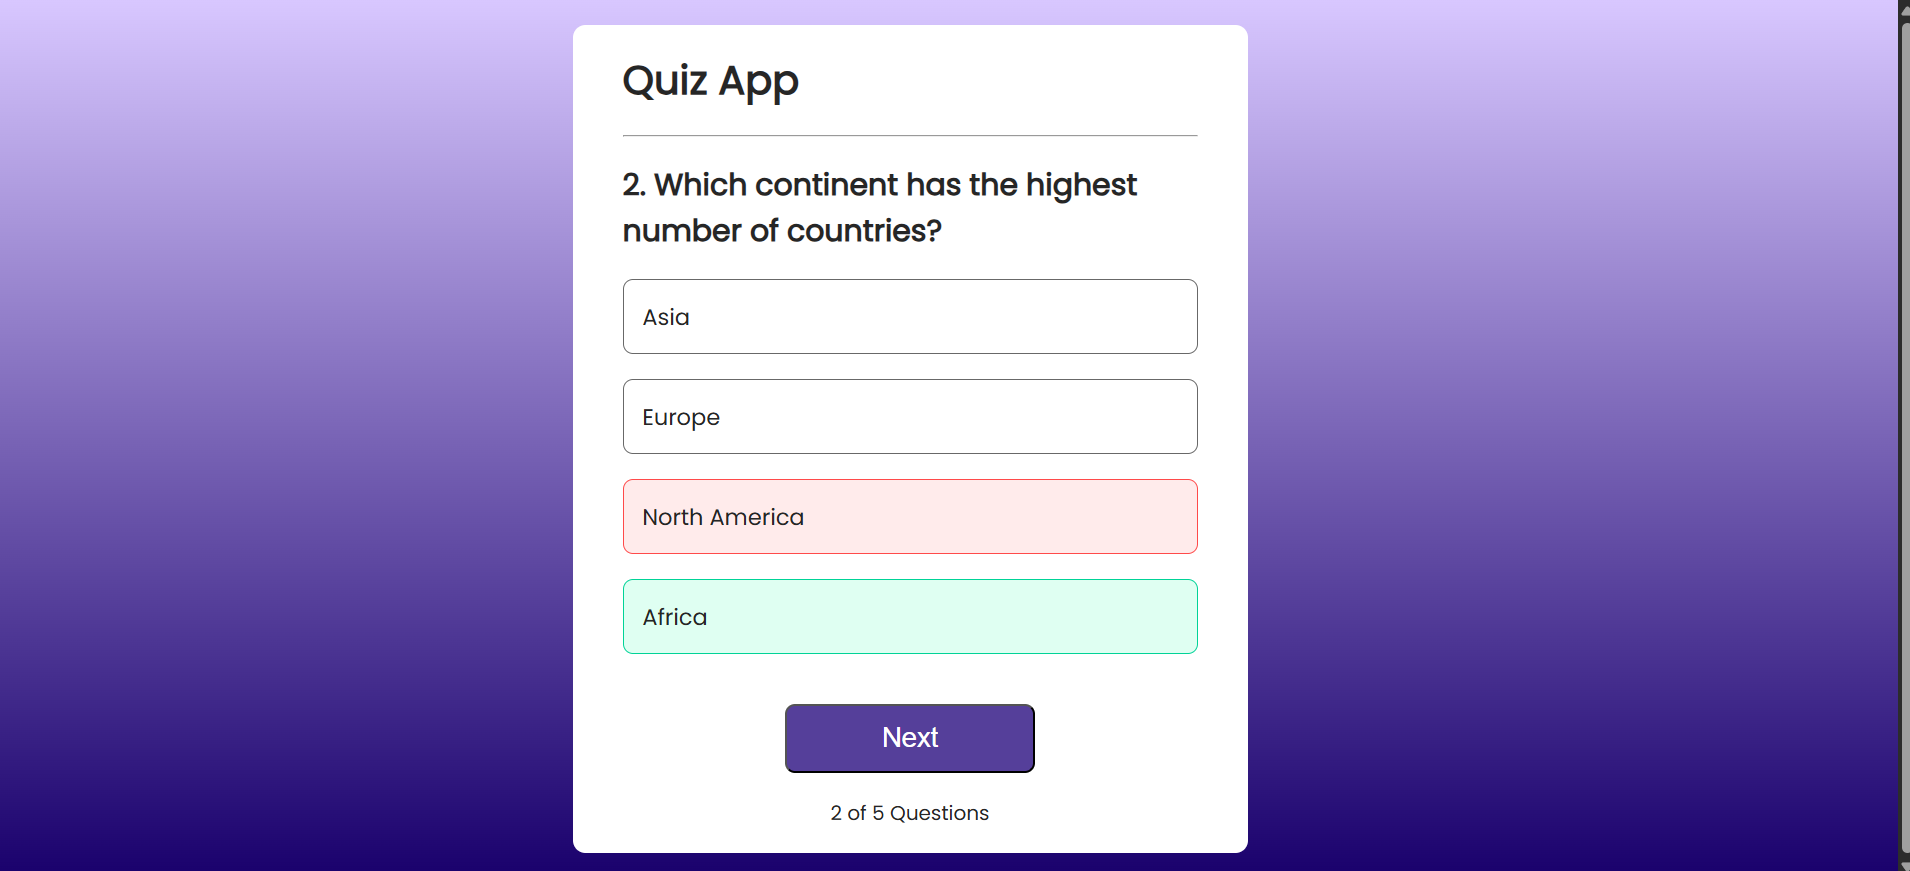 Quiz App
2. Which continent has the highest
number of countries?
Asia
Europe
North America
Africa
Next
2 of 5 Questions